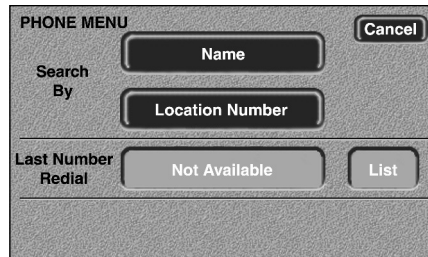 PHONE MENU
Cancel
Name
Search
By
Location Number
Last Number
Redial
Not Available
List